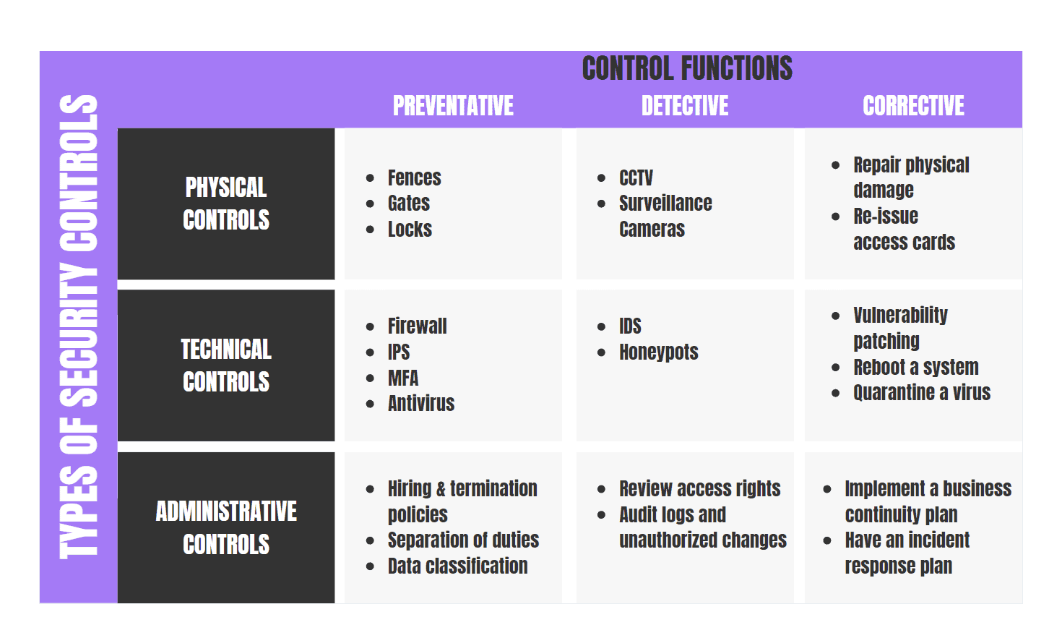 CONTROL FUNCTIONS
PREVENTATIVE
DETECTIVE
CORRECTIVE
TYPES OF SECURITY CONTROLS
PHYSICAL
CONTROLS
• Fences
• Gates
• Locks
• CCTV
• Surveillance
Cameras
• Repair physical
damage
• Re-issue
access cards
TECHNICAL
CONTROLS
• Firewall
• IPS
• MFA
• Antivirus
• IDS
• Honeypots
• Vulnerability
patching
• Reboot a system
• Quarantine a virus
ADMINISTRATIVE
CONTROLS
• Hiring & termination
policies
• Separation of duties
• Data classification
• Review access rights
• Audit logs and
unauthorized changes
• Implement a business
continuity plan
• Have an incident
response plan